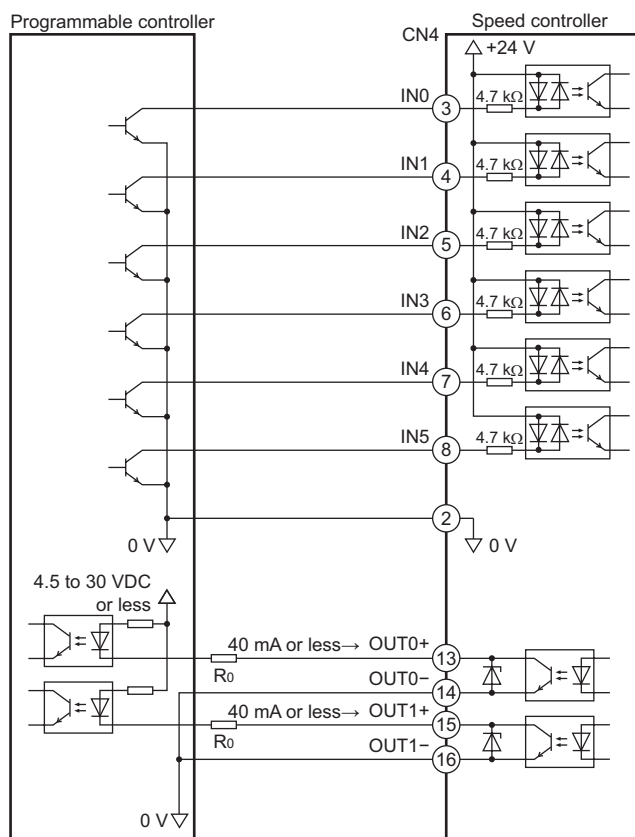 Programmable controller
Speed controller
CN4
+24 V
IN0
3
4.7 kΩ
IN1
4
4.7 kΩ
IN2
5
4.7 kΩ
IN3
6
4.7 kΩ
IN4
7
4.7 kΩ
IN5
8
4.7 kΩ
2
0 V
0 V
4.5 to 30 VDC
or less
40 mA or less→
OUT0+
13
R0
OUT0−
14
40 mA or less→
OUT1+
15
R0
OUT1−
16
0 V